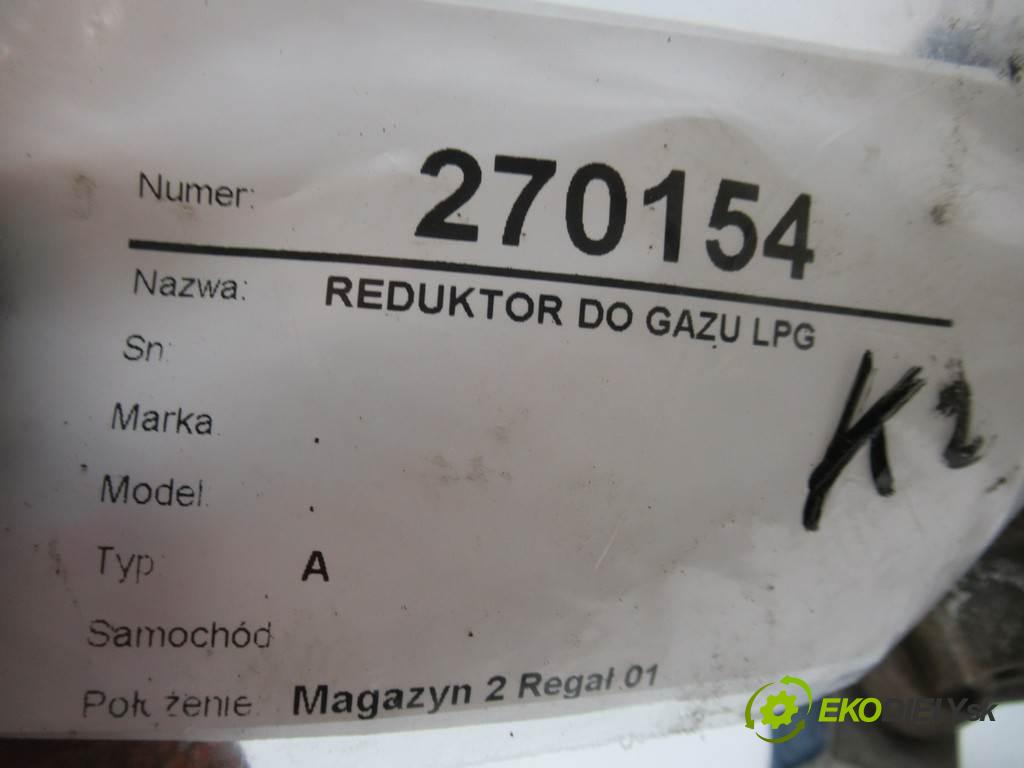 Numer: 270154
Nazwa: REDUKTOR DO GAZU LPG
Sn:
K2
Marka .
Model .
Typ A
Samochód
Położenie: Magazyn 2 Regał 01
EKODIELY.sk